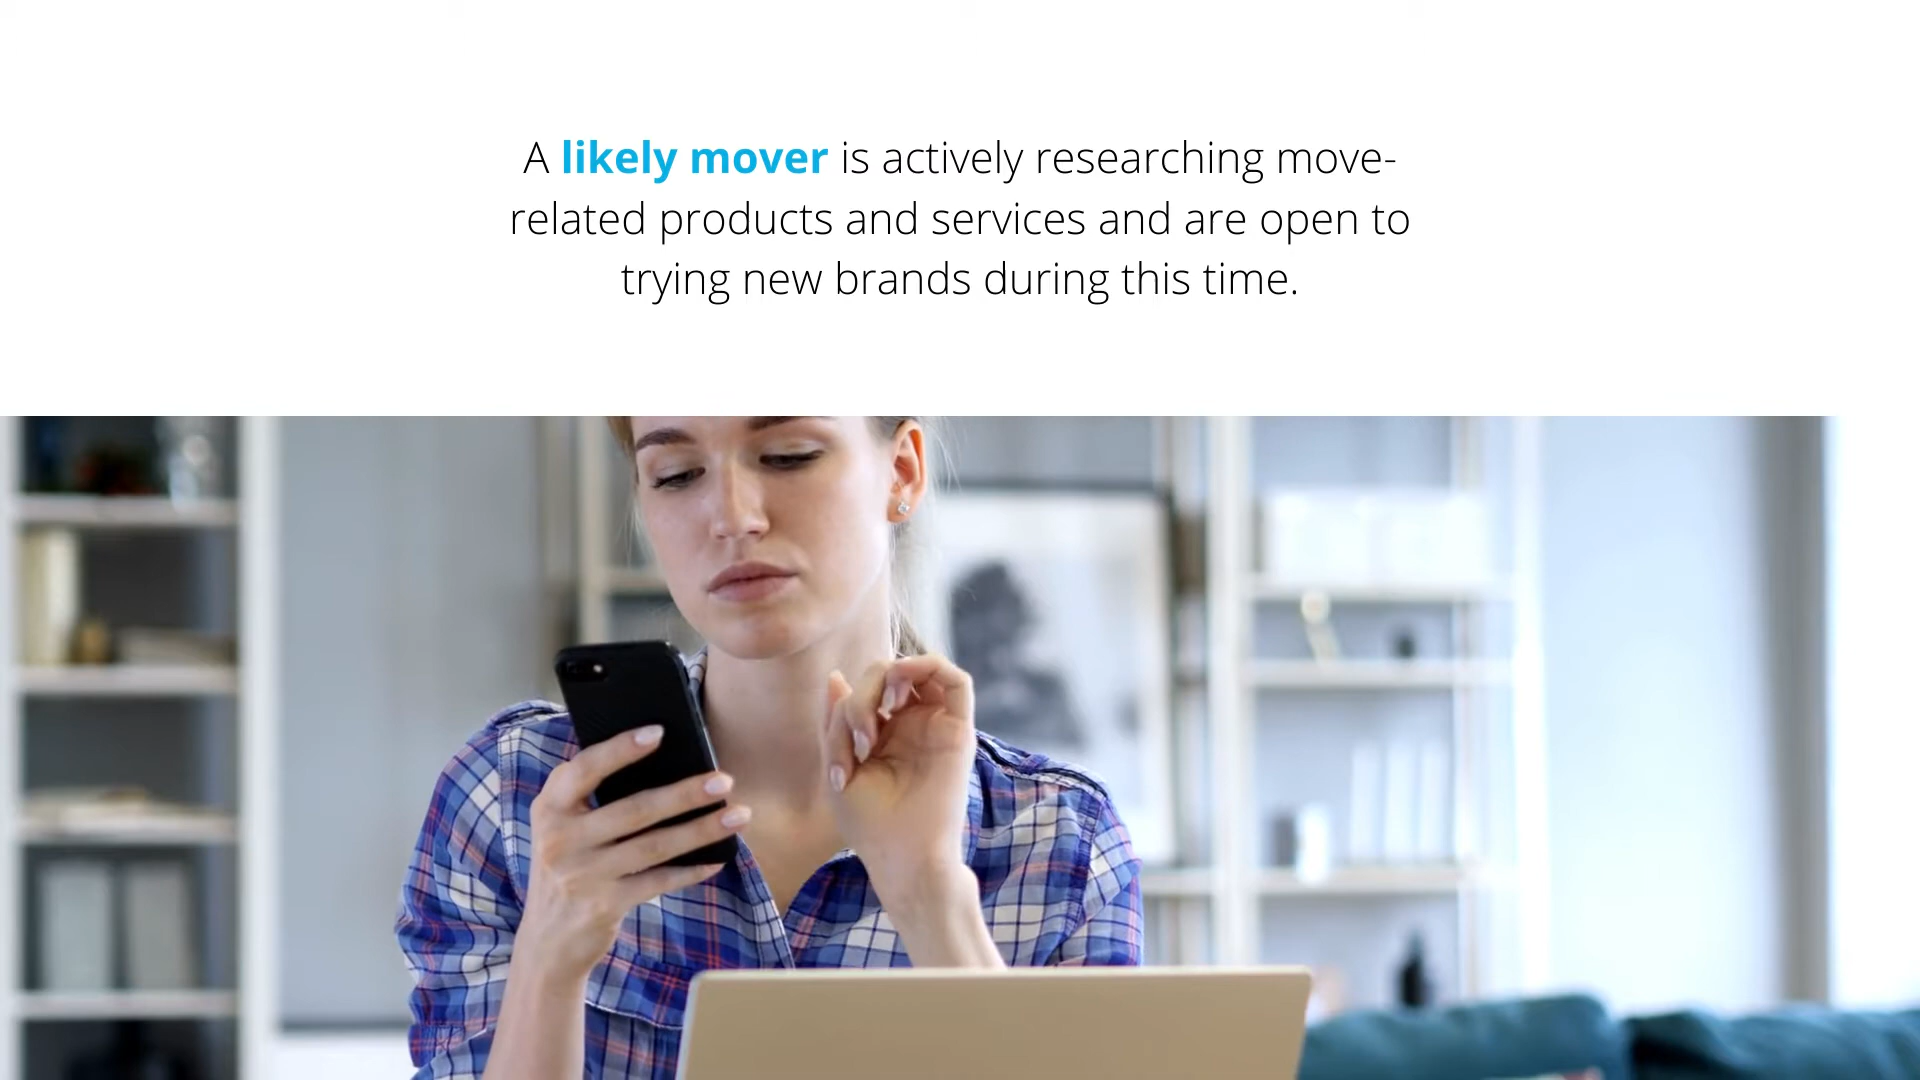 A likely mover is actively researching move-
related products and services and are open to
trying new brands during this time.